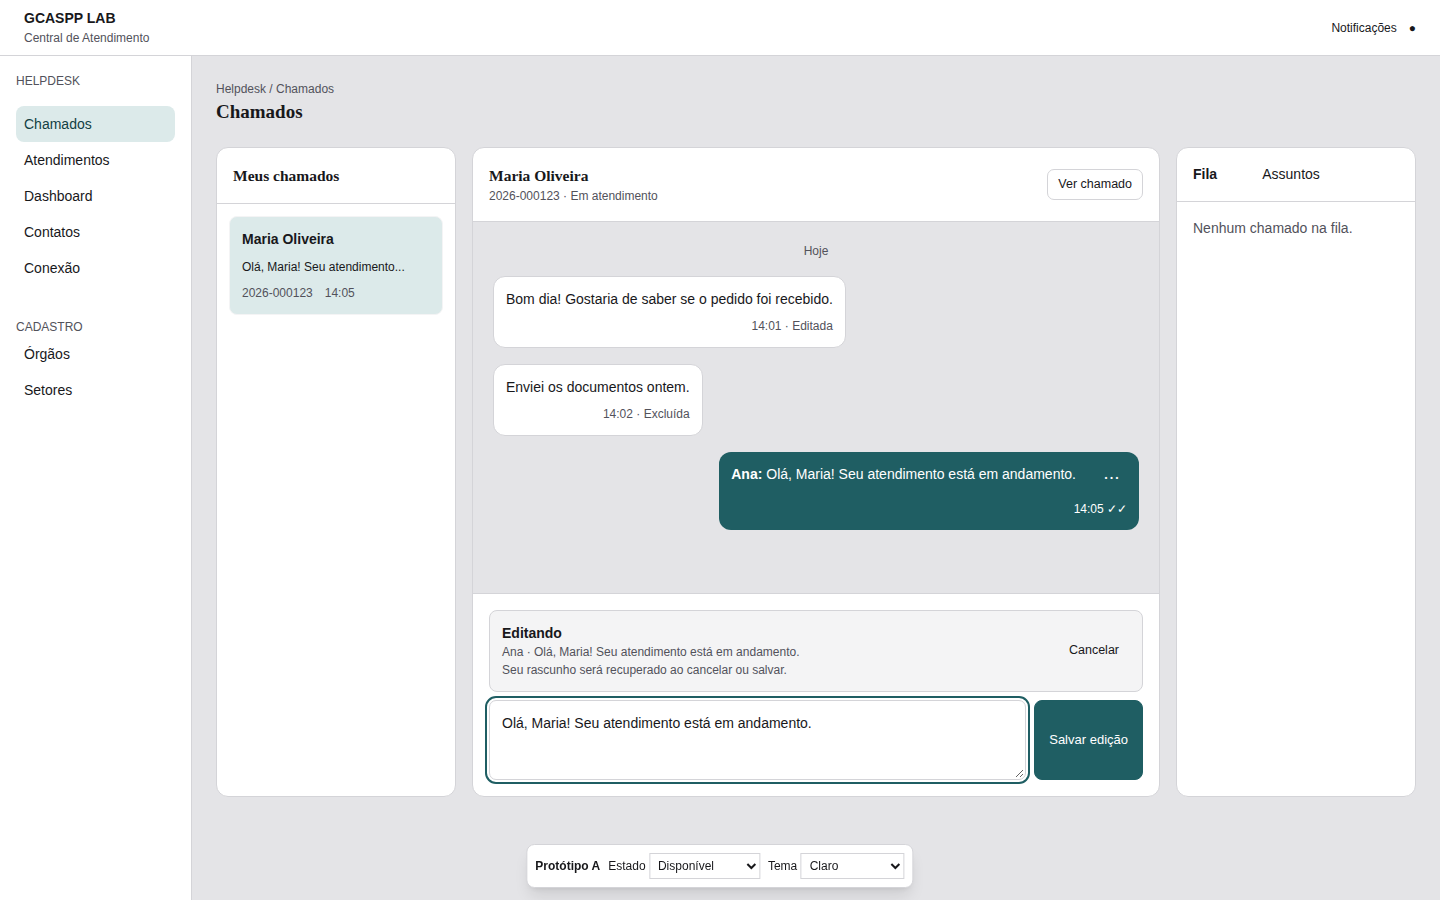 GCASPP LAB
Central de Atendimento
Notificações ●
HELPDESK
Chamados
Atendimentos
Dashboard
Contatos
Conexão
CADASTRO
Órgãos
Setores
Helpdesk / Chamados
Chamados
Meus chamados
Maria Oliveira
Olá, Maria! Seu atendimento...
2026-000123 14:05
Maria Oliveira
2026-000123 · Em atendimento
Ver chamado
Hoje
Bom dia! Gostaria de saber se o pedido foi recebido.
14:01 · Editada
Enviei os documentos ontem.
14:02 · Excluída
Ana: Olá, Maria! Seu atendimento está em andamento. ...
14:05 ✓✓
Editando
Ana · Olá, Maria! Seu atendimento está em andamento.
Seu rascunho será recuperado ao cancelar ou salvar.
Cancelar
Olá, Maria! Seu atendimento está em andamento.
Salvar edição
Fila Assuntos
Nenhum chamado na fila.
Protótipo A Estado Disponível Tema Claro